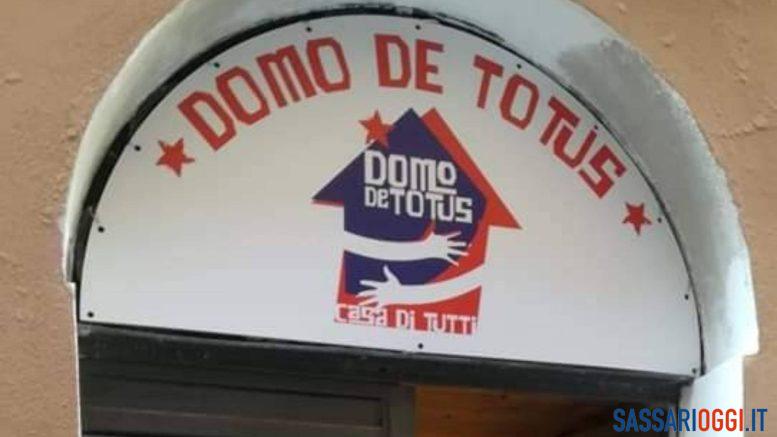 DOMO DE TOTUS
DOMO
DE TOTUS
CASA Di TUTTi
SASSARIOGGI.IT